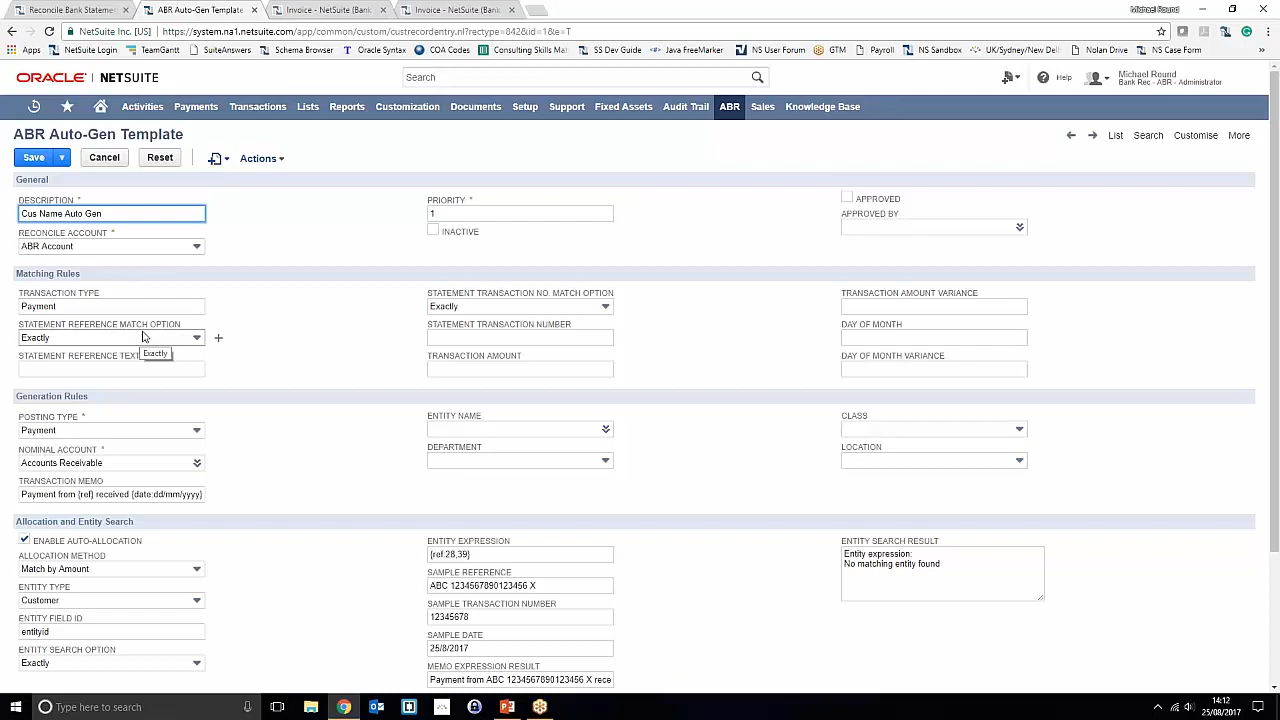 Reconcile Bank Statemen
ABR Auto-Gen Template
Invoice - NetSuite (Bank
Invoice - NetSuite (Bank
Michael Round
NetSuite Inc. [US]
https://system.na1.netsuite.com/app/common/custom/custrecordentry.nl?rectype=842&id=1&e=T
Apps
NetSuite Login
TeamGantt
SuiteAnswers
Schema Browser
Oracle Syntax
COA Codes
Consulting Skills Mat
SS Dev Guide
Java FreeMarker
NS User Forum
GTM
Payroll
NS Sandbox
UK/Sydney/New Del
Nolan Drive
NS Case Form
ORACLE | NETSUITE
Search
Help
Michael Round
Bank Rec - ABR - Administrator
Activities Payments Transactions Lists Reports Customization Documents Setup Support Fixed Assets Audit Trail ABR Sales Knowledge Base
ABR Auto-Gen Template
List Search Customise More
Save Cancel Reset Actions
General
DESCRIPTION *
Cus Name Auto Gen
RECONCILE ACCOUNT *
ABR Account
PRIORITY *
1
INACTIVE
APPROVED
APPROVED BY
Matching Rules
TRANSACTION TYPE
Payment
STATEMENT REFERENCE MATCH OPTION
Exactly
Exactly
STATEMENT REFERENCE TEXT
STATEMENT TRANSACTION NO. MATCH OPTION
Exactly
STATEMENT TRANSACTION NUMBER
TRANSACTION AMOUNT
TRANSACTION AMOUNT VARIANCE
DAY OF MONTH
DAY OF MONTH VARIANCE
Generation Rules
POSTING TYPE *
Payment
NOMINAL ACCOUNT *
Accounts Receivable
TRANSACTION MEMO
Payment from {ref} received {date:dd/mm/yyyy}
ENTITY NAME
DEPARTMENT
CLASS
LOCATION
Allocation and Entity Search
ENABLE AUTO-ALLOCATION
ALLOCATION METHOD
Match by Amount
ENTITY TYPE
Customer
ENTITY FIELD ID
entityid
ENTITY SEARCH OPTION
Exactly
ENTITY EXPRESSION
{ref:28,39}
SAMPLE REFERENCE
ABC 1234567890123456 X
SAMPLE TRANSACTION NUMBER
12345678
SAMPLE DATE
25/8/2017
MEMO EXPRESSION RESULT
Payment from ABC 1234567890123456 X rece
ENTITY SEARCH RESULT
Entity expression:
No matching entity found
Type here to search
14:12
25/08/2017